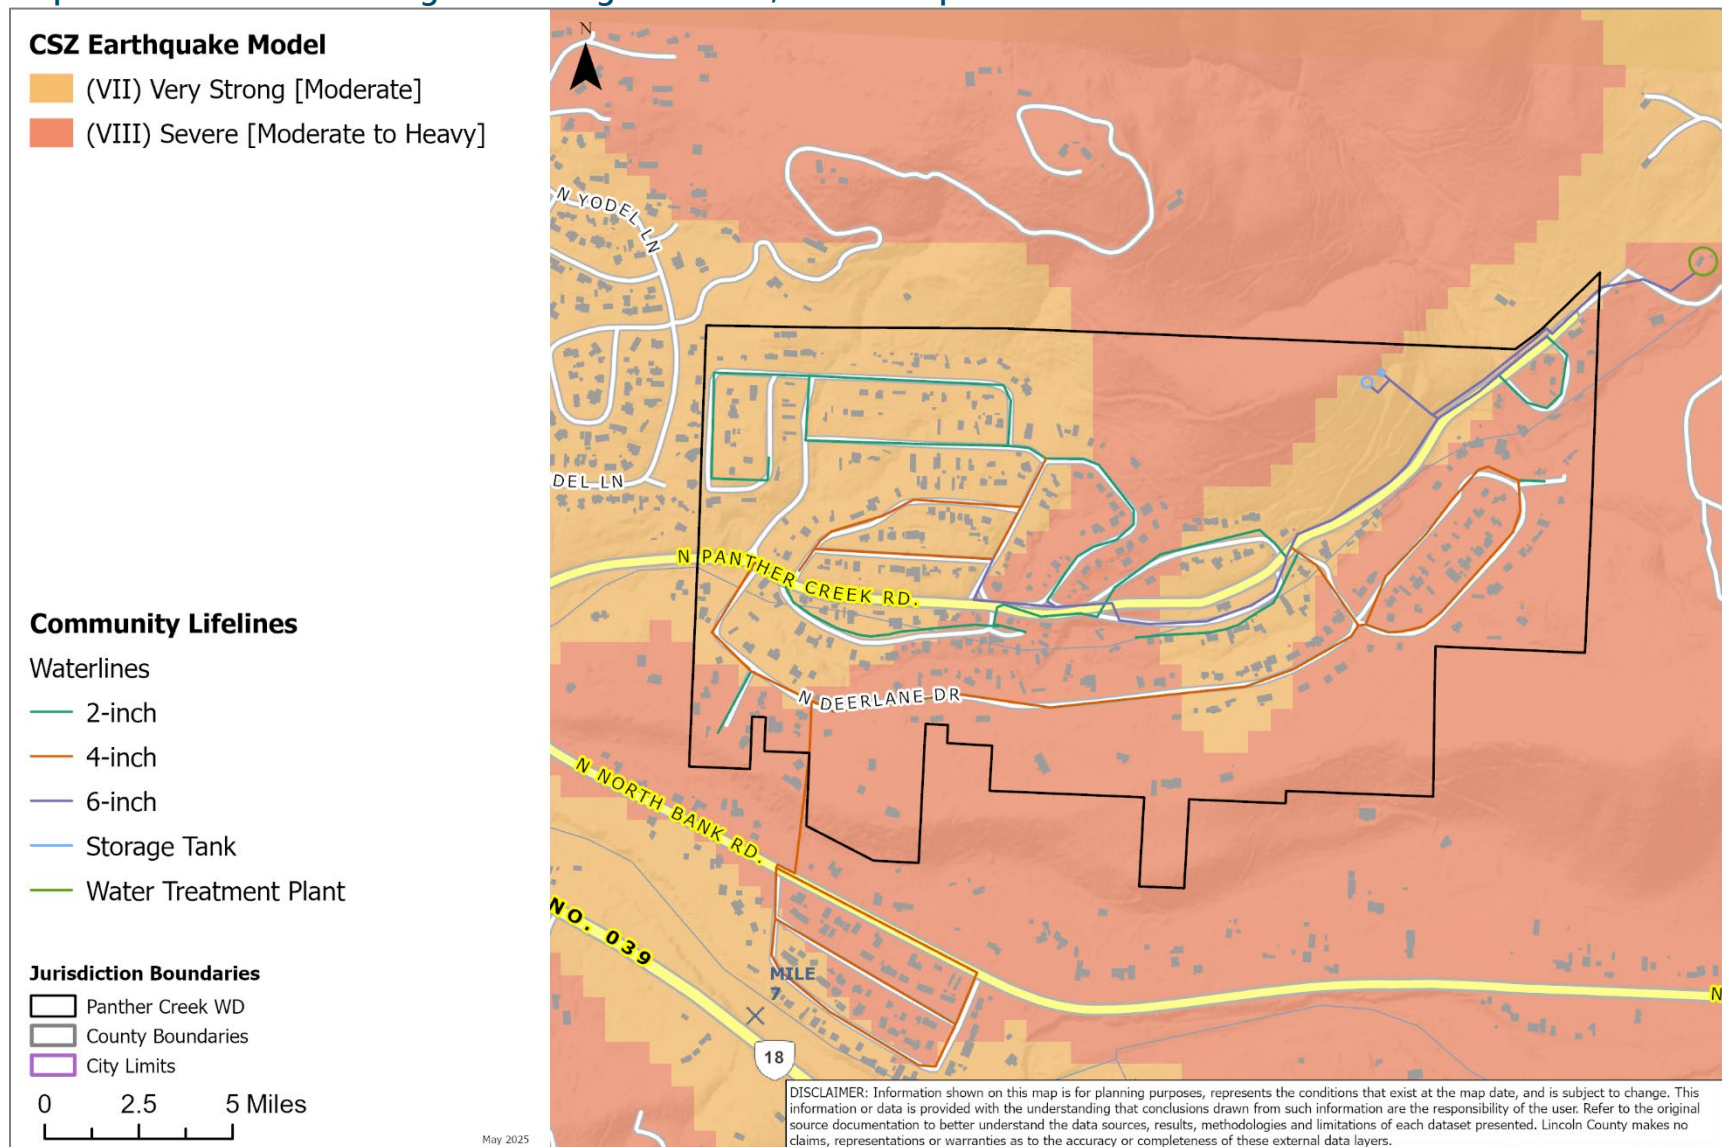 CSZ Earthquake Model
(VII) Very Strong [Moderate]
(VIII) Severe [Moderate to Heavy]
Community Lifelines
Waterlines
2-inch
4-inch
6-inch
Storage Tank
Water Treatment Plant
Jurisdiction Boundaries
Panther Creek WD
County Boundaries
City Limits
0 2.5 5 Miles
May 2025
N
N YODEL LN
DEL LN
N PANTHER CREEK RD.
N DEERLANE DR
N NORTH BANK RD.
NO. 039
MILE
7
18
N
DISCLAIMER: Information shown on this map is for planning purposes, represents the conditions that exist at the map date, and is subject to change. This
information or data is provided with the understanding that conclusions drawn from such information are the responsibility of the user. Refer to the original
source documentation to better understand the data sources, results, methodologies and limitations of each dataset presented. Lincoln County makes no
claims, representations or warranties as to the accuracy or completeness of these external data layers.